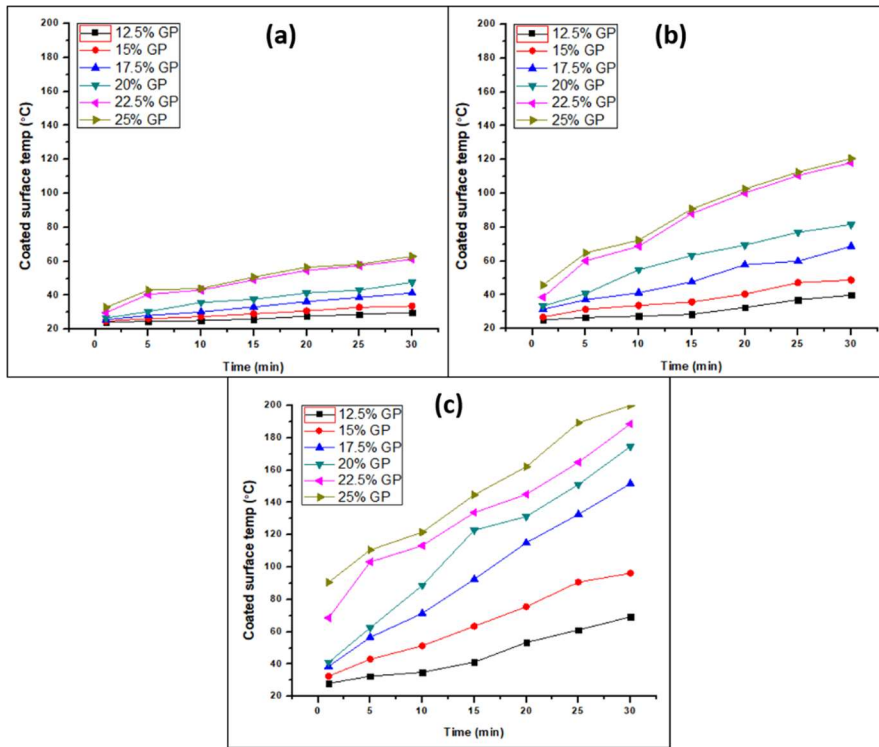 (a)
12.5% GP
15% GP
17.5% GP
20% GP
22.5% GP
25% GP
200
180
160
140
120
100
80
60
40
20
Coated surface temp (°C)
0 5 10 15 20 25 30
Time (min)
(b)
12.5% GP
15% GP
17.5% GP
20% GP
22.5% GP
25% GP
200
180
160
140
120
100
80
60
40
20
Coated surface temp (°C)
0 5 10 15 20 25 30
Time (min)
(c)
12.5% GP
15% GP
17.5% GP
20% GP
22.5% GP
25% GP
200
180
160
140
120
100
80
60
40
20
Coated surface temp (°C)
0 5 10 15 20 25 30
Time (min)